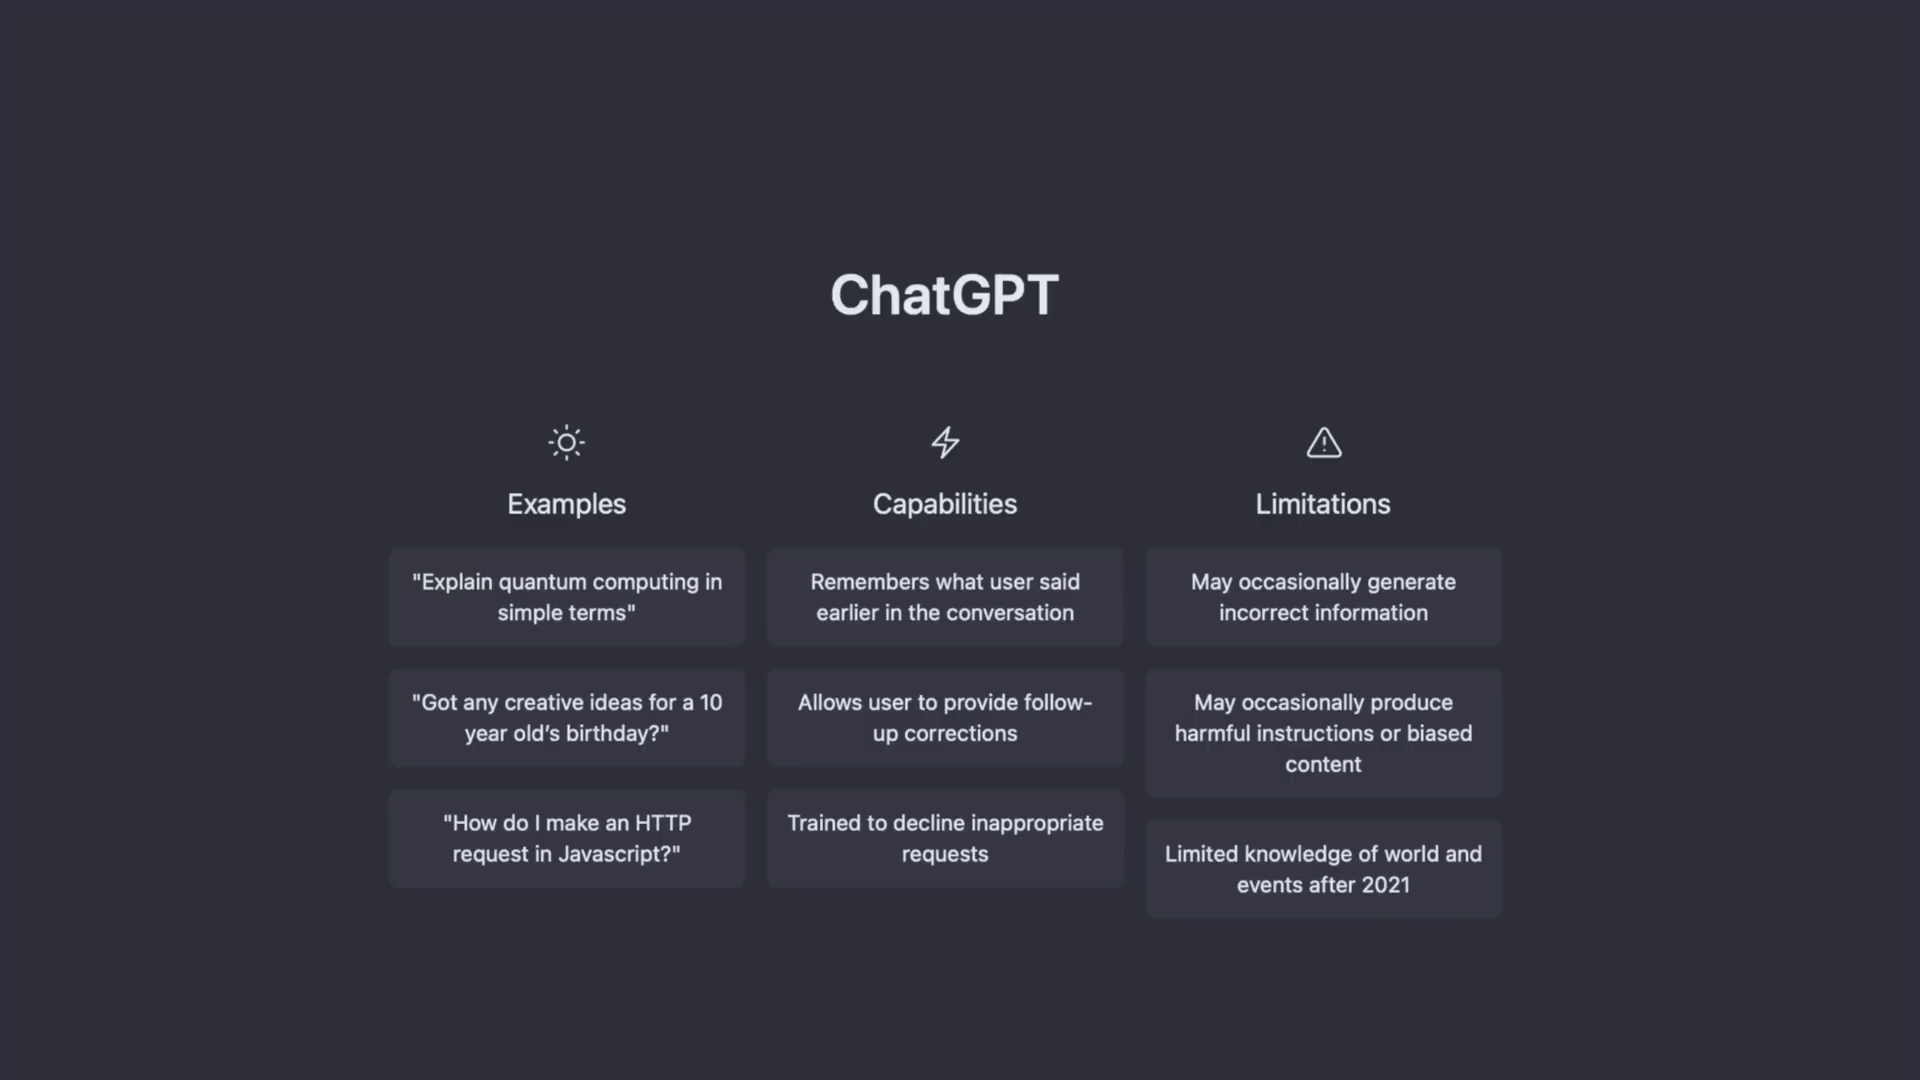 ChatGPT
Examples
"Explain quantum computing in
simple terms"
"Got any creative ideas for a 10
year old’s birthday?"
"How do I make an HTTP
request in Javascript?"
Capabilities
Remembers what user said
earlier in the conversation
Allows user to provide follow-
up corrections
Trained to decline inappropriate
requests
Limitations
May occasionally generate
incorrect information
May occasionally produce
harmful instructions or biased
content
Limited knowledge of world and
events after 2021